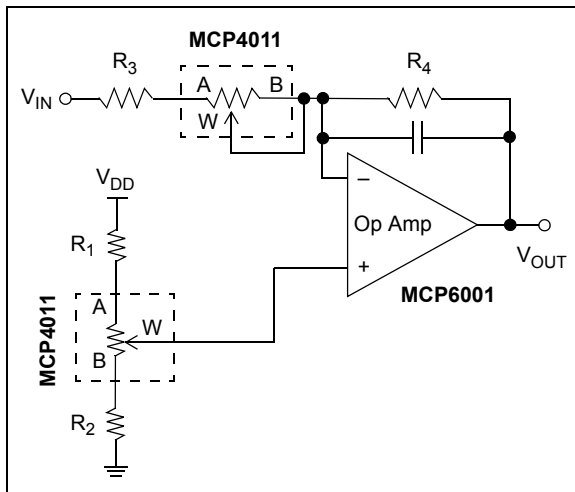 MCP4011
R3
A
B
R4
VIN
W
VDD
–
Op Amp
R1
VOUT
+
MCP6001
A
W
MCP4011
B
R2